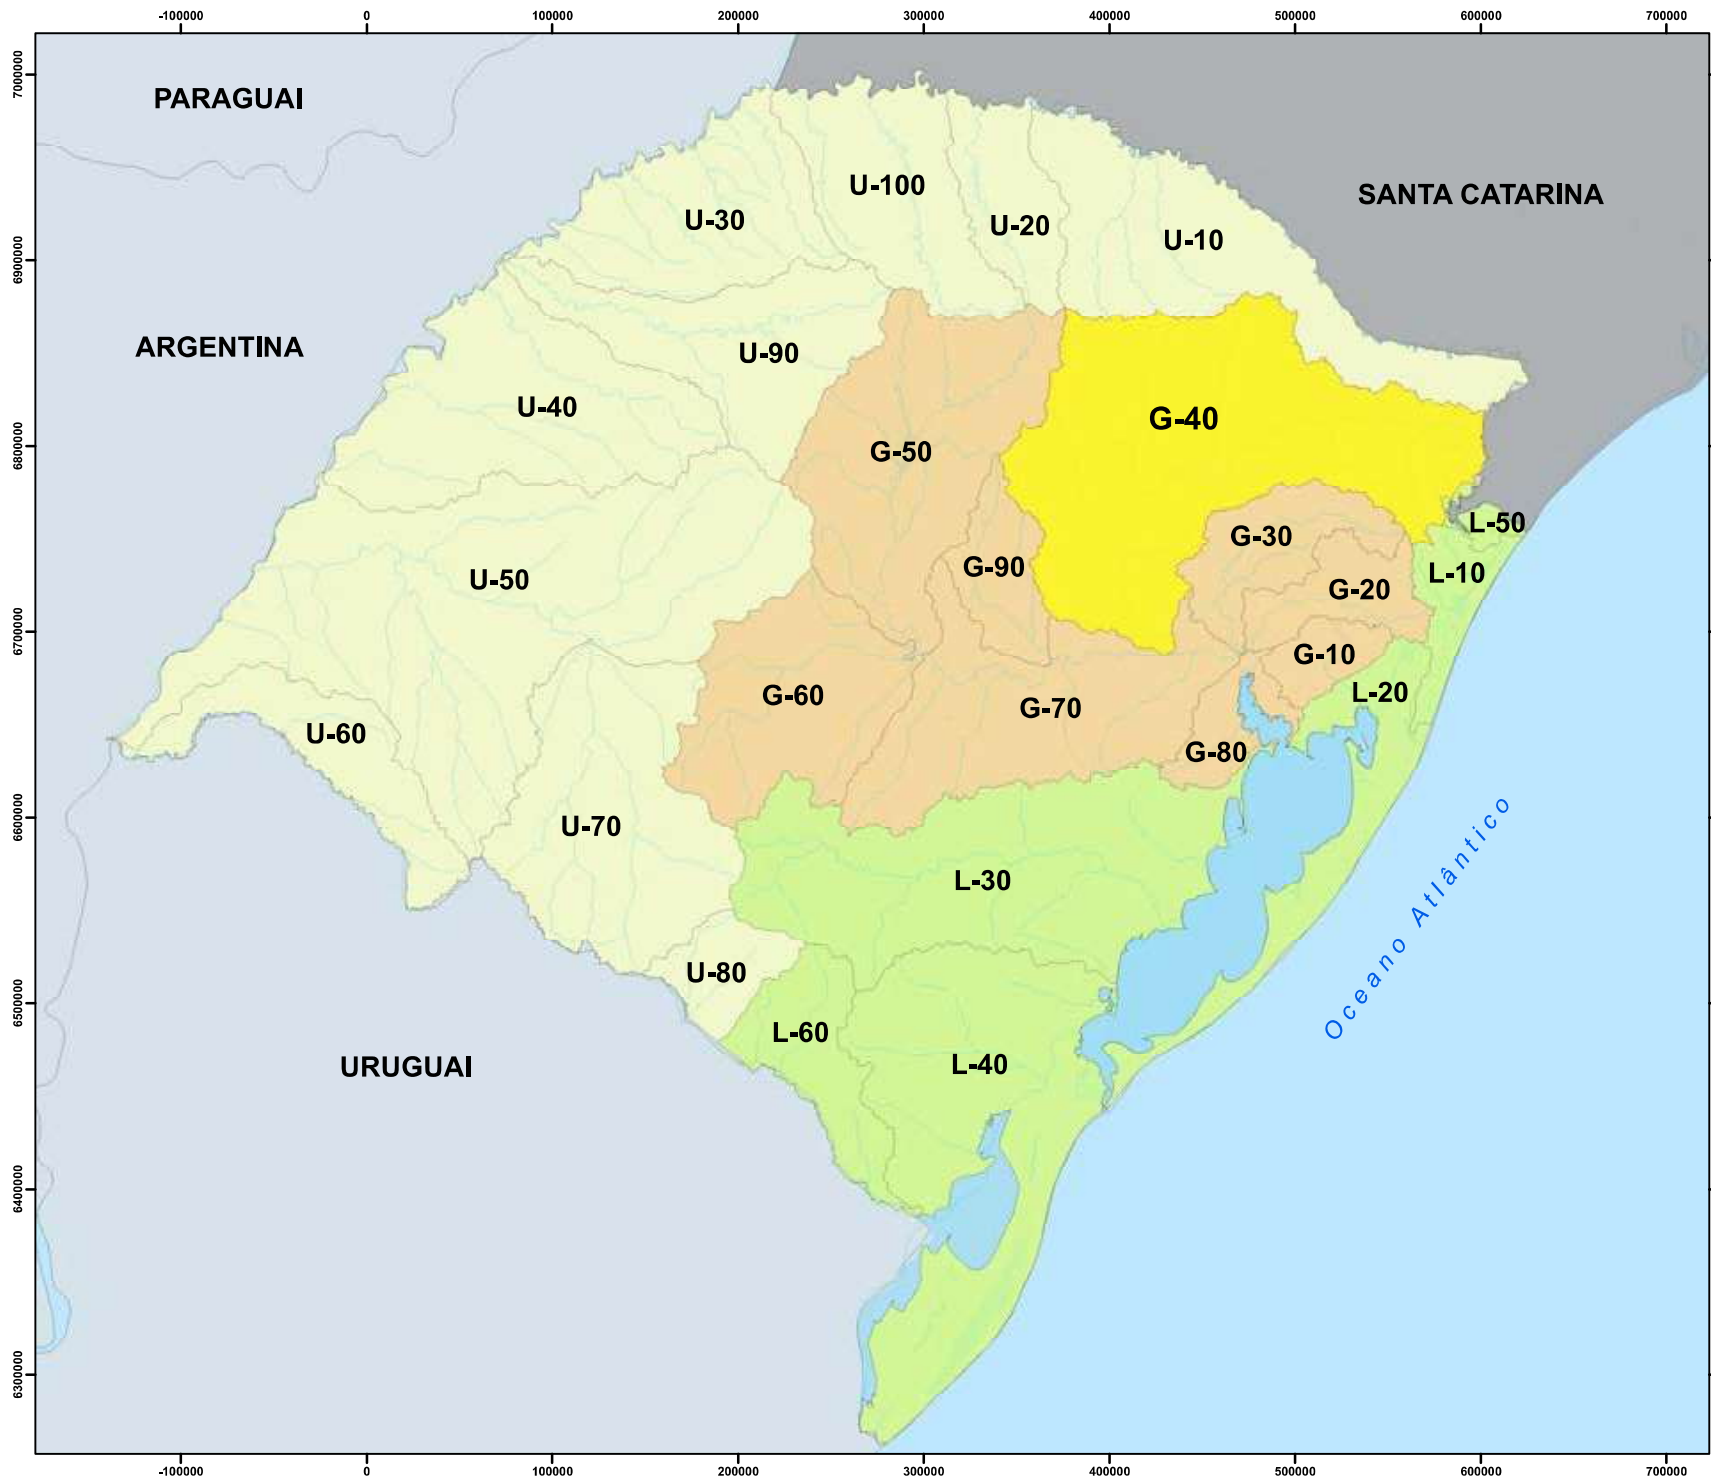 -100000
0
100000
200000
300000
400000
500000
600000
700000
7000000
6900000
6800000
6700000
6600000
6500000
6400000
6300000
PARAGUAI
SANTA CATARINA
U-100
U-30
U-20
U-10
ARGENTINA
U-90
U-40
G-40
G-50
L-50
G-30
G-90
L-10
U-50
G-20
G-10
L-20
G-60
G-70
U-60
G-80
U-70
L-30
Oceano Atlântico
U-80
L-60
L-40
URUGUAI
-100000
0
100000
200000
300000
400000
500000
600000
700000